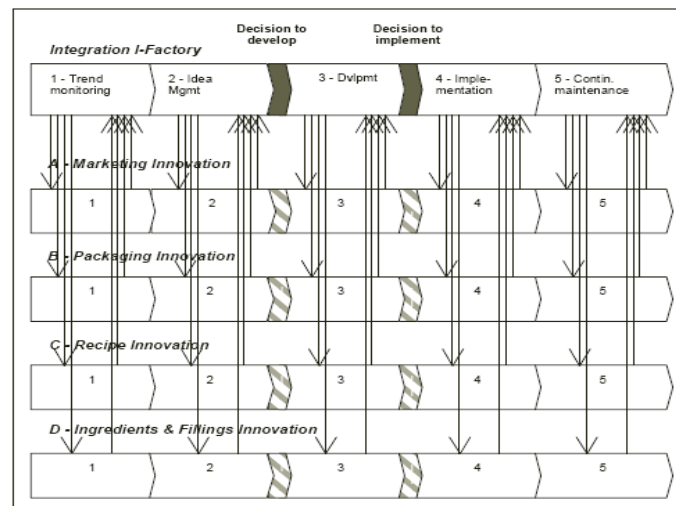 Decision to
develop
Decision to
implement
Integration I-Factory
1 - Trend
monitoring
2 - Idea
Mgmt
3 - Dvlpmt
4 - Imple-
mentation
5 - Contin.
maintenance
A - Marketing Innovation
1
2
3
4
5
B - Packaging Innovation
1
2
3
4
5
C - Recipe Innovation
1
2
3
4
5
D - Ingredients & Fillings Innovation
1
2
3
4
5